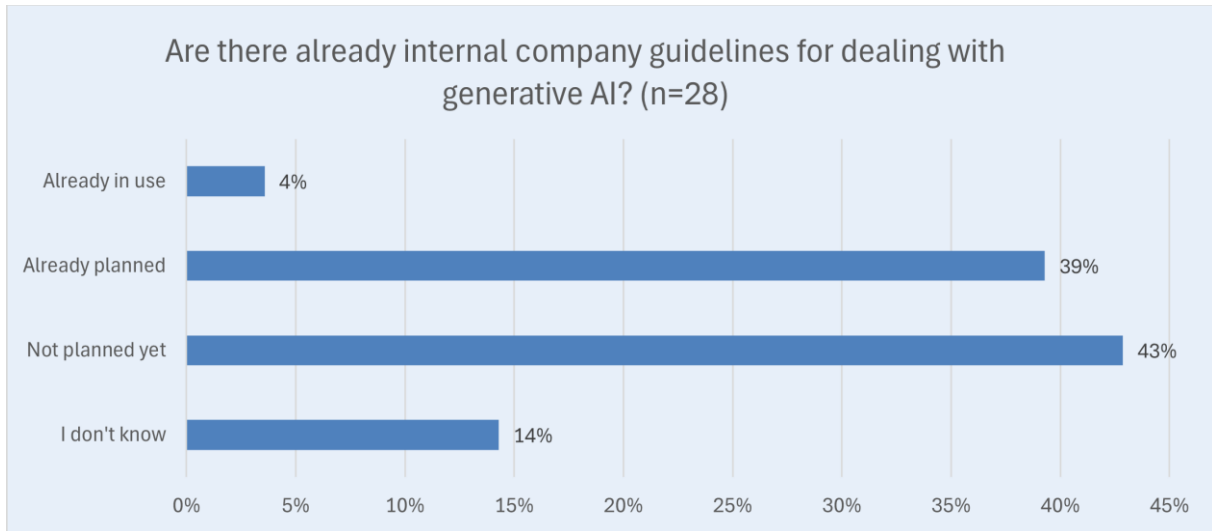 Are there already internal company guidelines for dealing with
generative AI? (n=28)
Already in use
4%
Already planned
39%
Not planned yet
43%
I don't know
14%
0% 5% 10% 15% 20% 25% 30% 35% 40% 45%